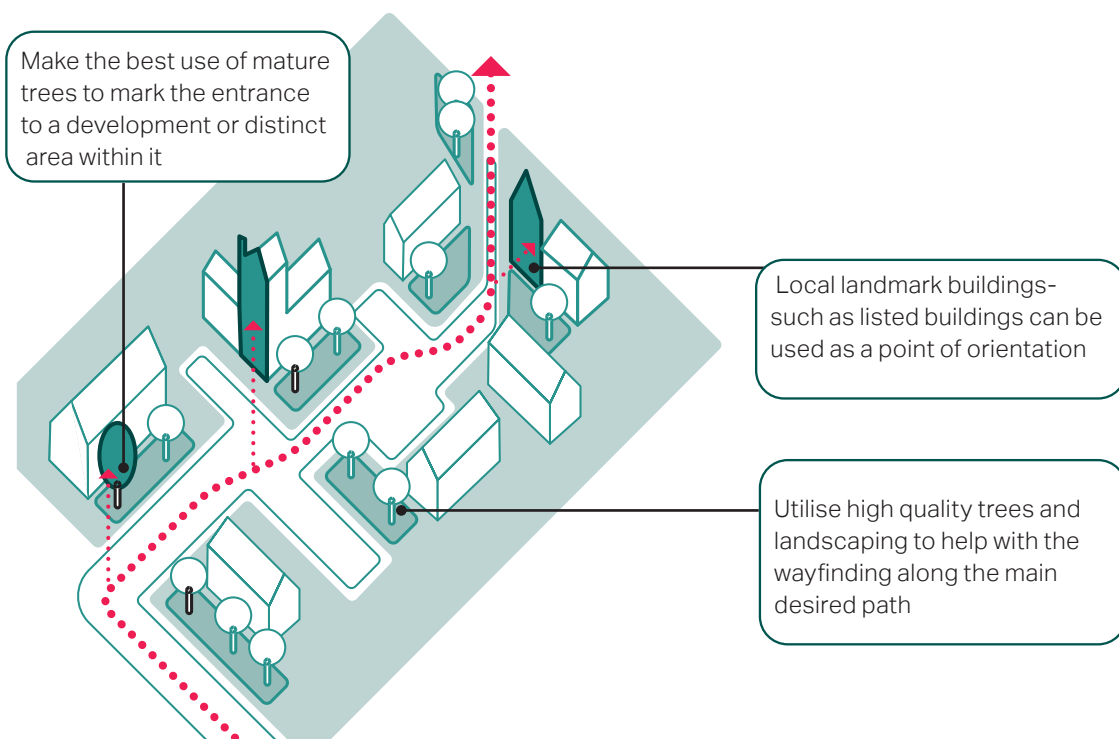 Make the best use of mature
trees to mark the entrance
to a development or distinct
area within it
Local landmark buildings-
such as listed buildings can be
used as a point of orientation
Utilise high quality trees and
landscaping to help with the
wayfinding along the main
desired path